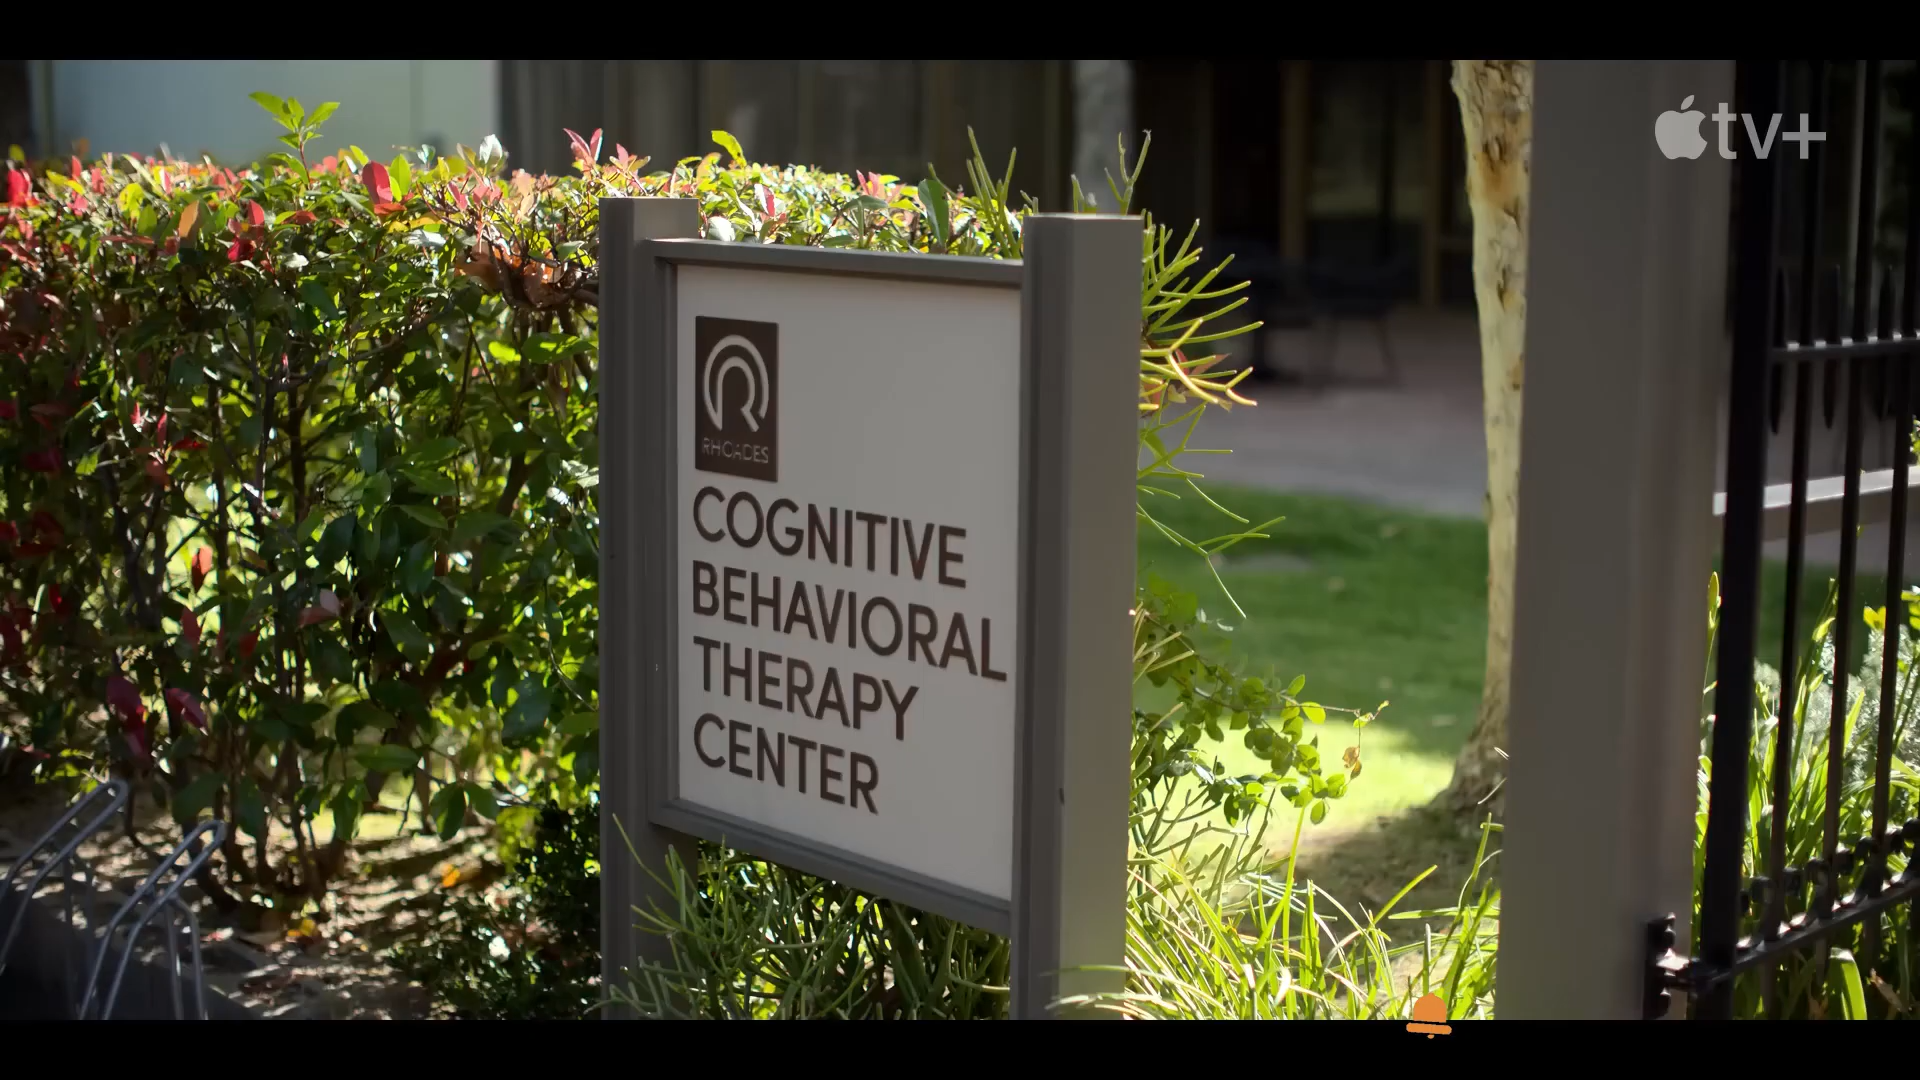 tv+
RHOADES
COGNITIVE
BEHAVIORAL
THERAPY
CENTER